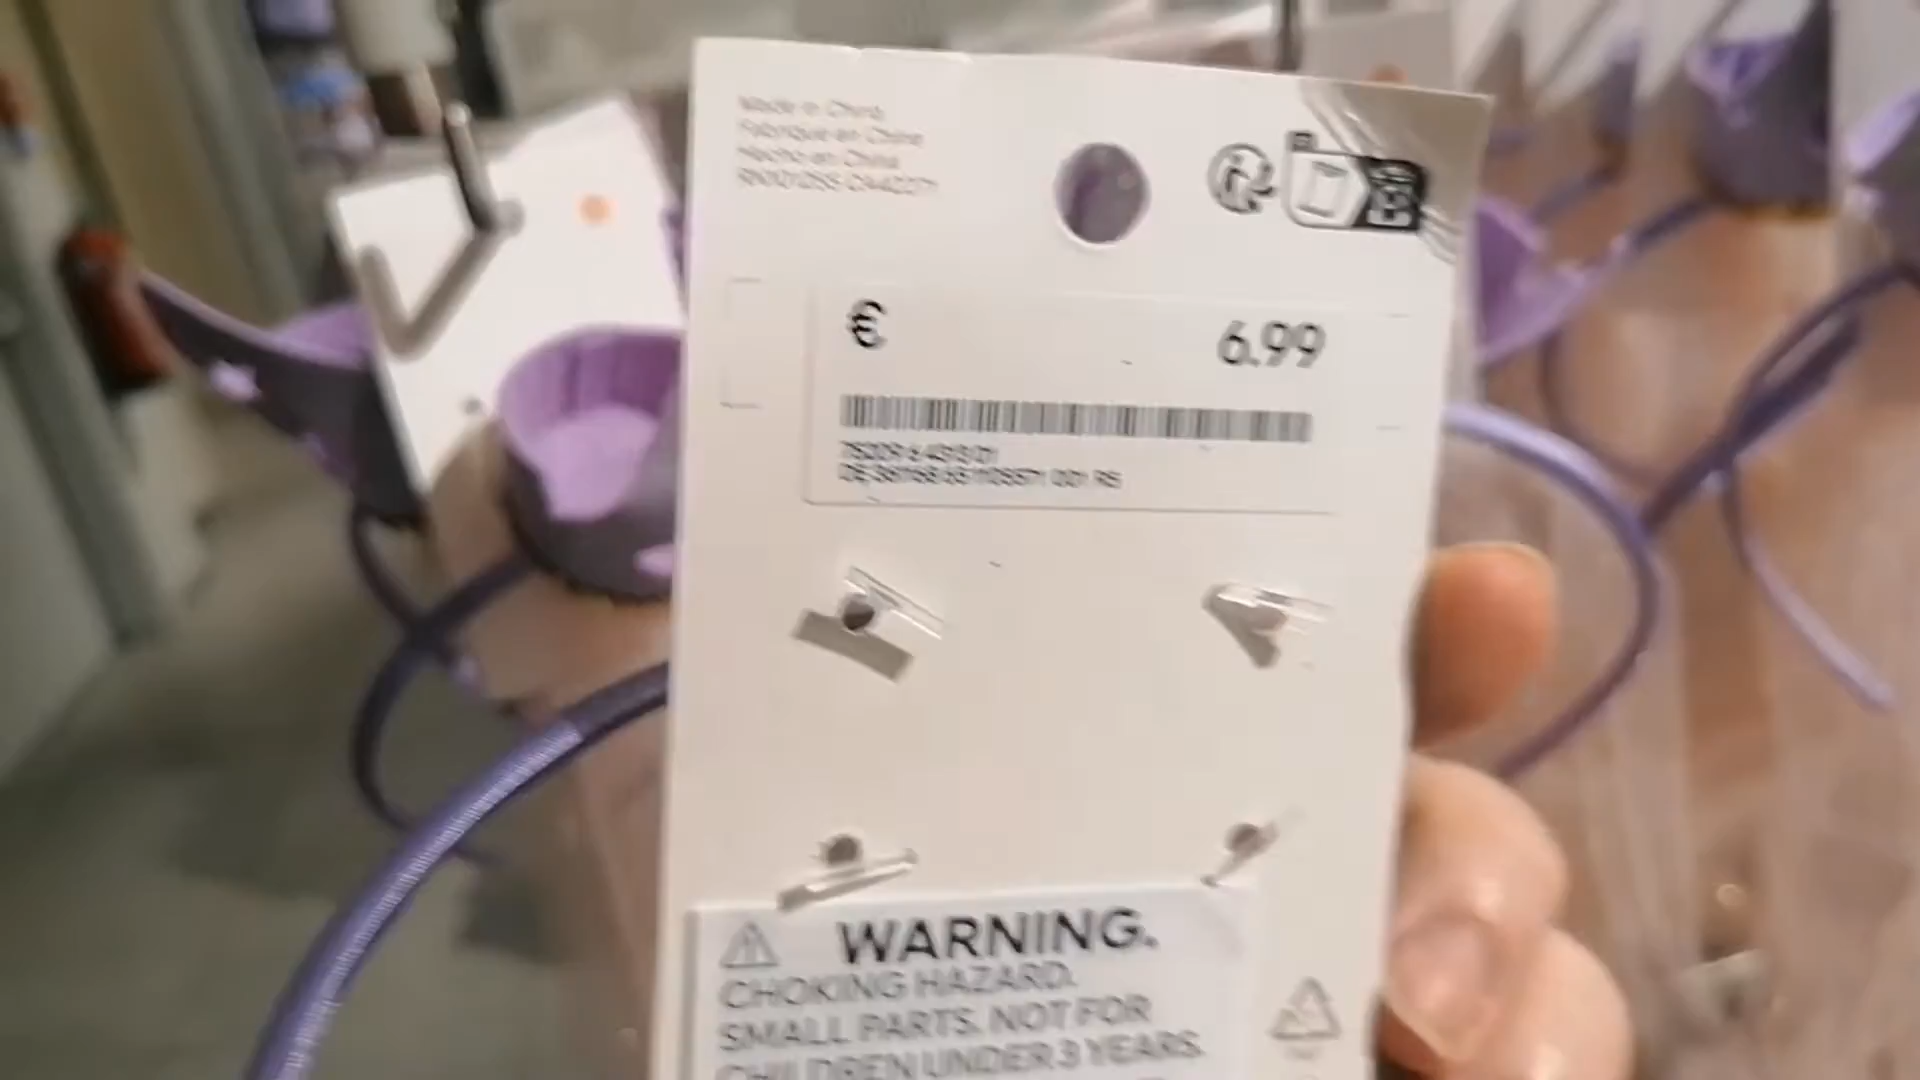 Made in China
Fabriqué en Chine
Hecho en China
€ 6.99
WARNING.
CHOKING HAZARD.
SMALL PARTS. NOT FOR
CHILDREN UNDER 3 YEARS.